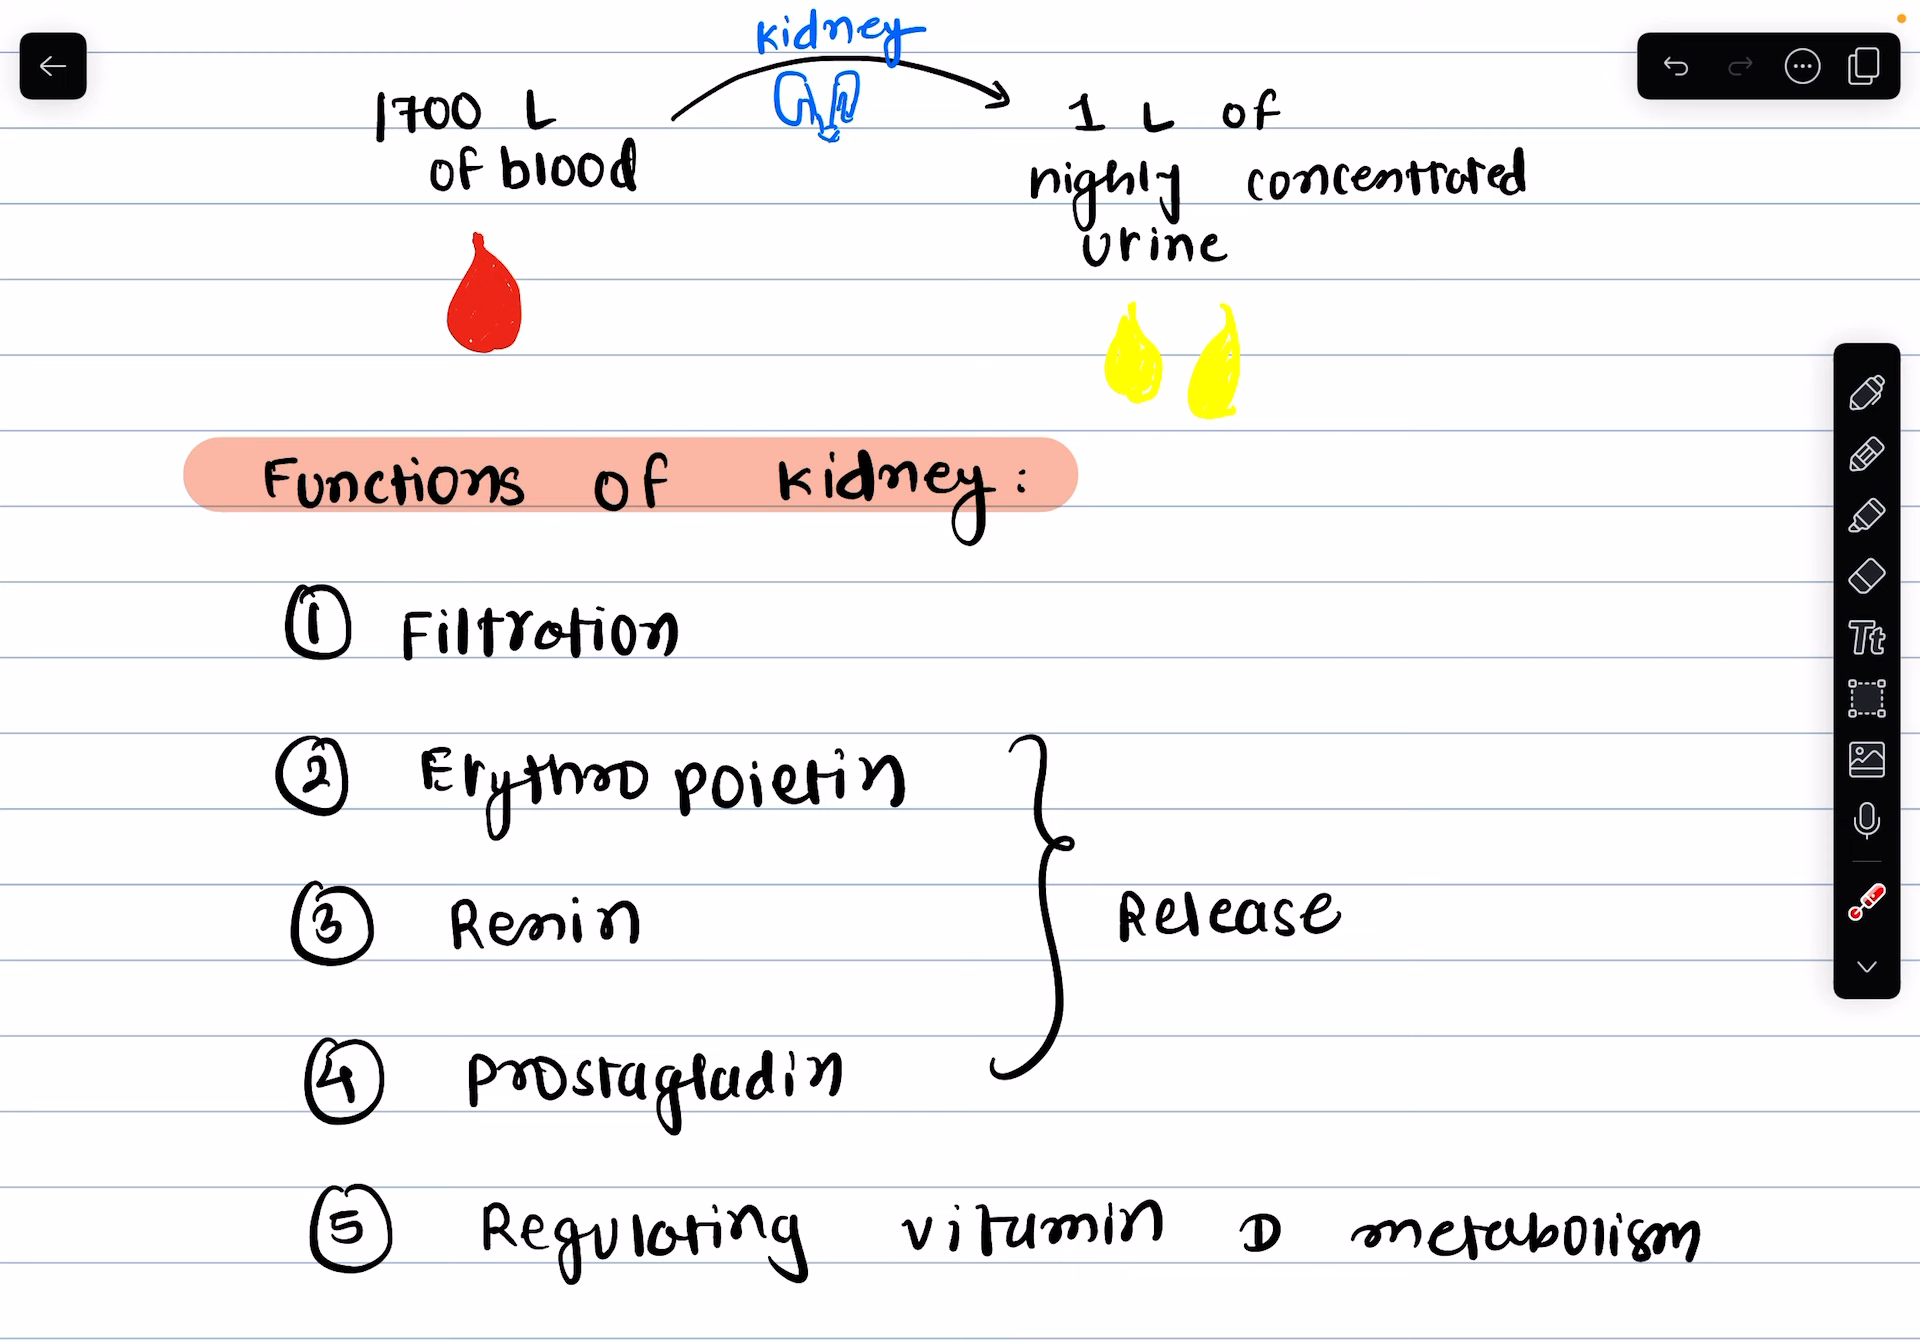 kidney
1700 L
of blood
1 L of
highly concentrated
urine
Functions of kidney:
① Filtration
② Erythropoietin
③ Renin
Release
④ Prostagladin
⑤ Regulating vitamin D metabolism
Tt